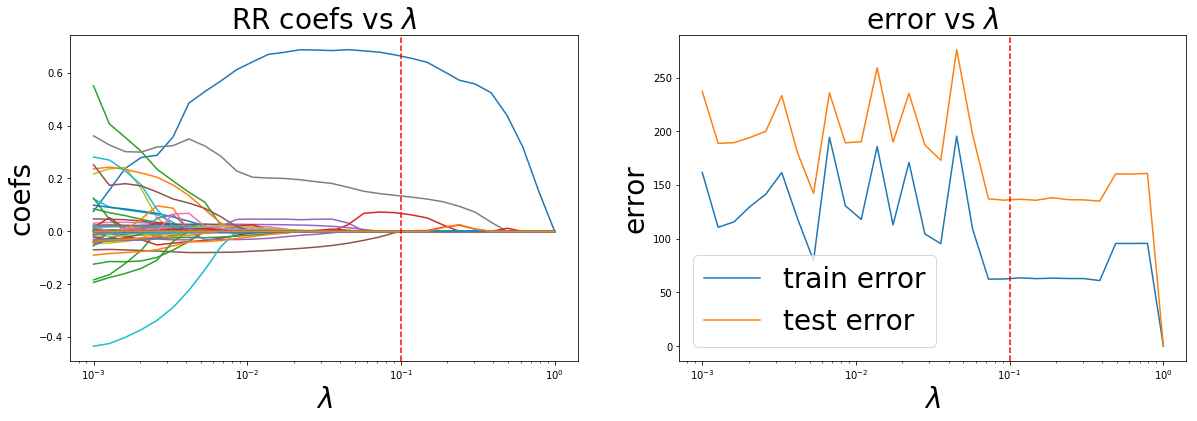 RR coefs vs λ
coefs
0.6
0.4
0.2
0.0
−0.2
−0.4
10⁻³
10⁻²
10⁻¹
10⁰
λ
error vs λ
error
250
200
150
100
50
0
train error
test error
10⁻³
10⁻²
10⁻¹
10⁰
λ